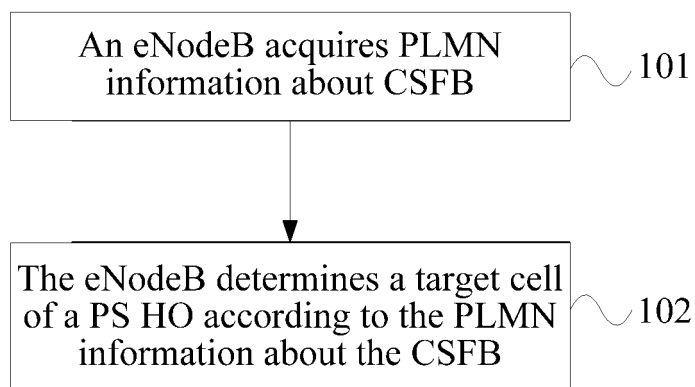 An eNodeB acquires PLMN
information about CSFB
101
The eNodeB determines a target cell
of a PS HO according to the PLMN
information about the CSFB
102